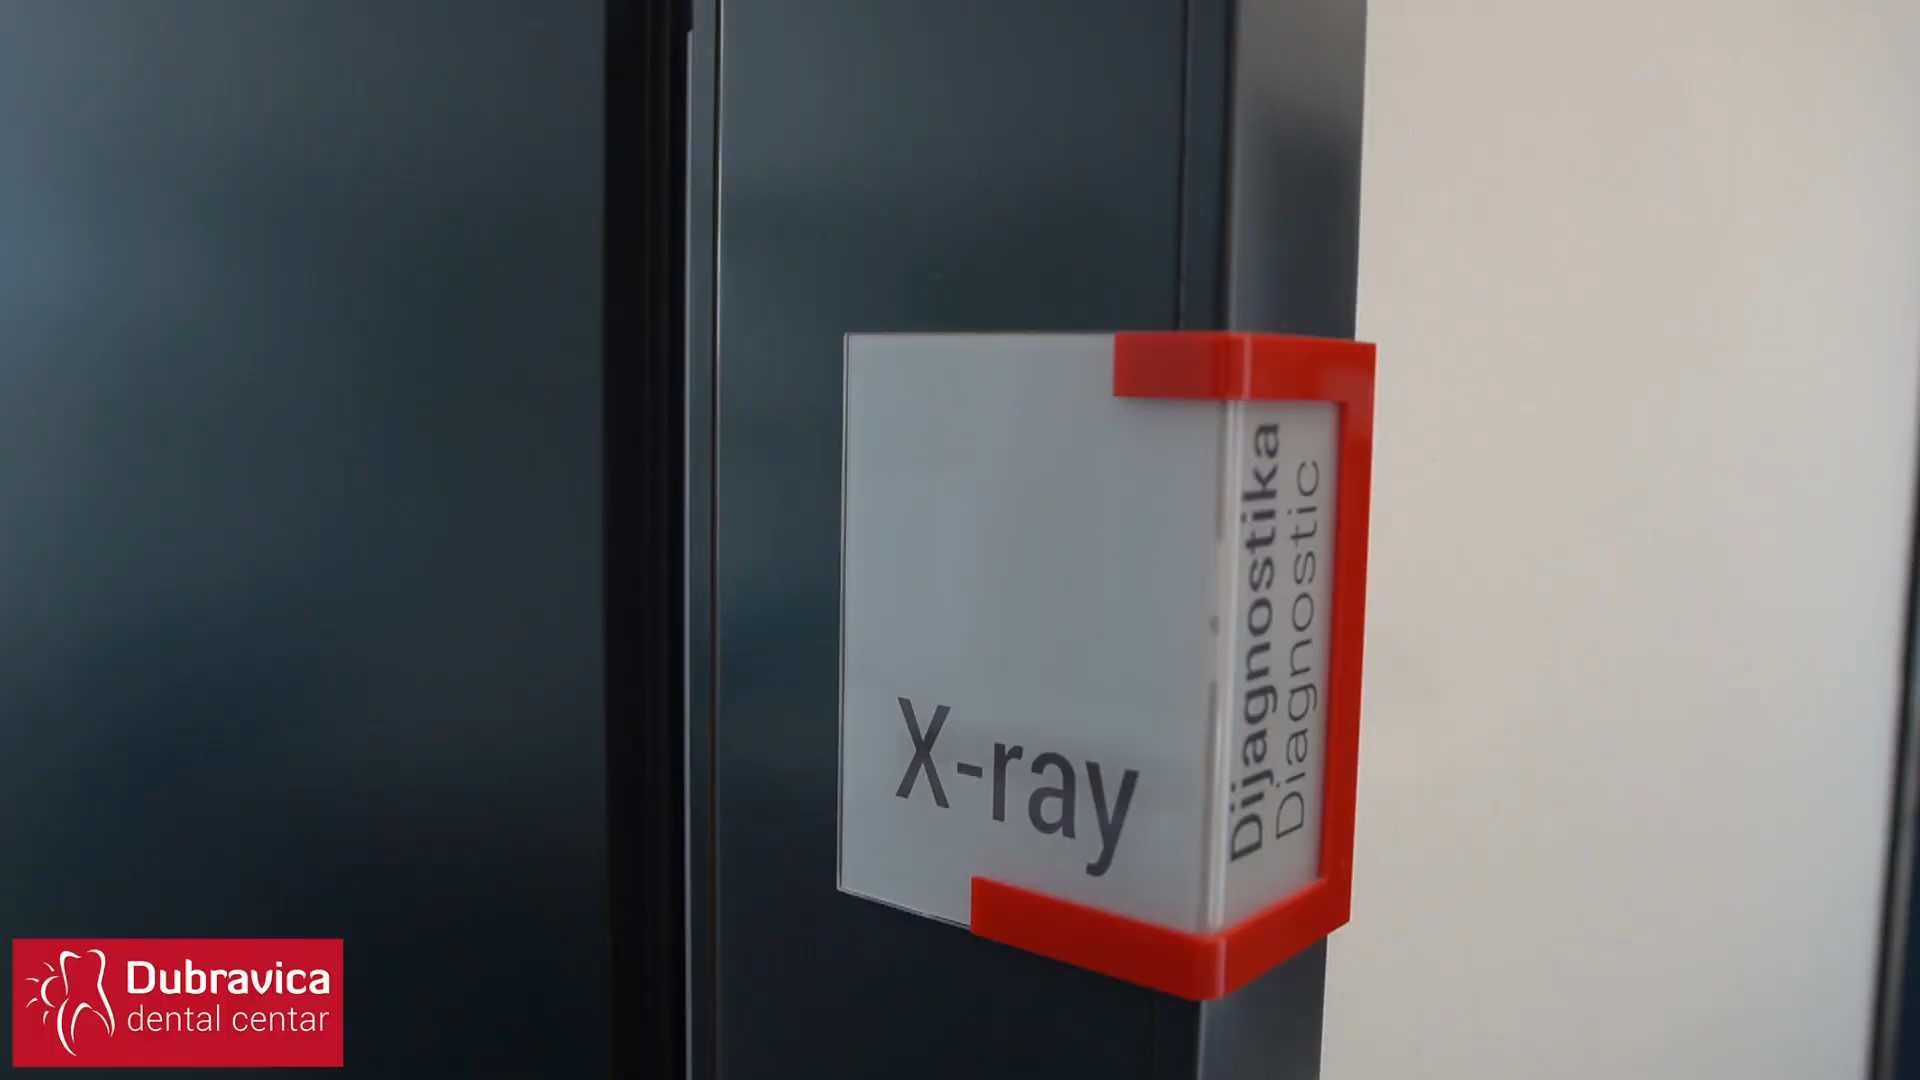 X-ray
Dijagnostika
Diagnostic
Dubravica
dental centar